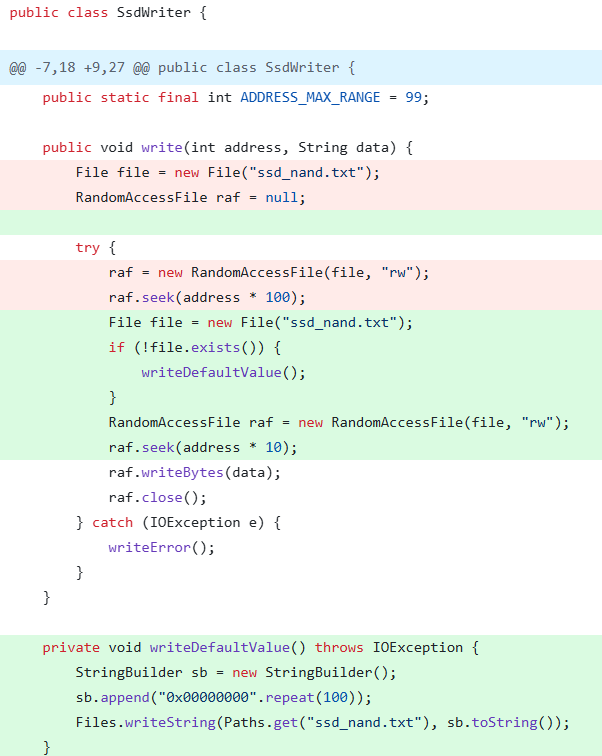 public class SsdWriter {
@@ -7,18 +9,27 @@ public class SsdWriter {
    public static final int ADDRESS_MAX_RANGE = 99;

    public void write(int address, String data) {
        File file = new File("ssd_nand.txt");
        RandomAccessFile raf = null;

        try {
            raf = new RandomAccessFile(file, "rw");
            raf.seek(address * 100);
            File file = new File("ssd_nand.txt");
            if (!file.exists()) {
                writeDefaultValue();
            }
            RandomAccessFile raf = new RandomAccessFile(file, "rw");
            raf.seek(address * 10);
            raf.writeBytes(data);
            raf.close();
        } catch (IOException e) {
            writeError();
        }
    }

    private void writeDefaultValue() throws IOException {
        StringBuilder sb = new StringBuilder();
        sb.append("0x00000000".repeat(100));
        Files.writeString(Paths.get("ssd_nand.txt"), sb.toString());
    }